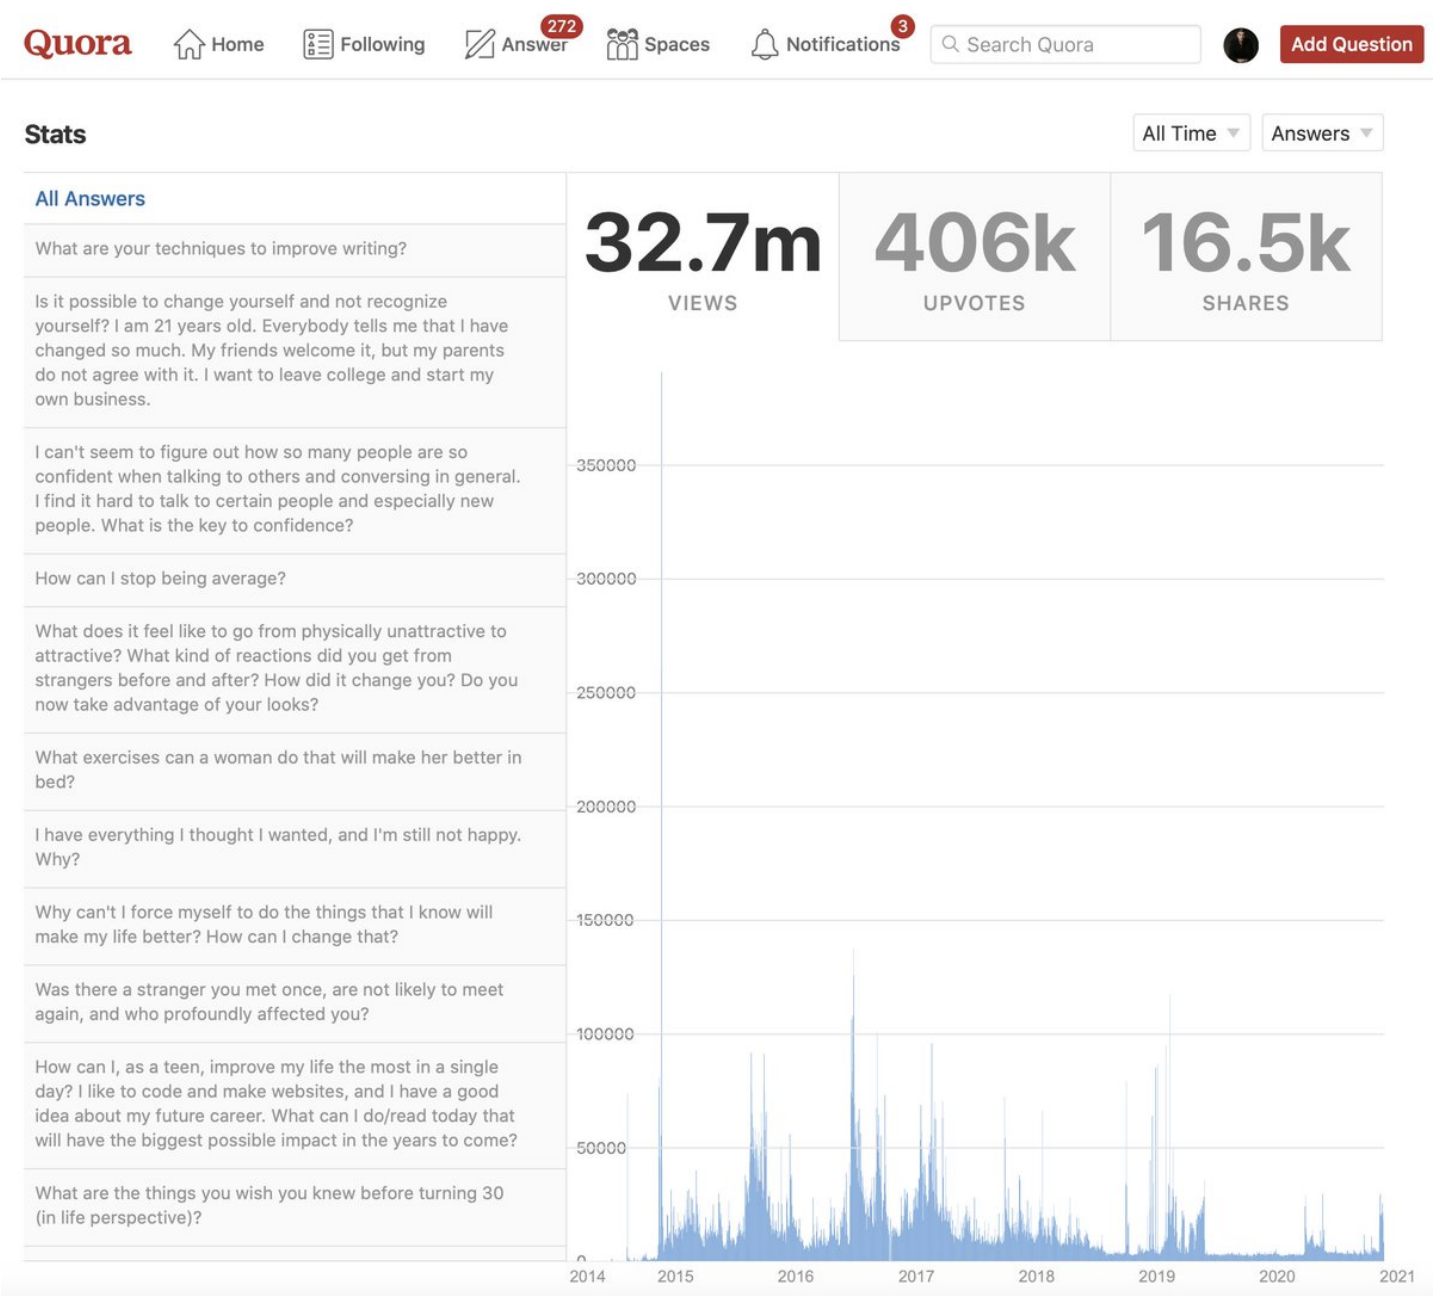 Quora
Home
Following
Answer
272
Spaces
Notifications
3
Search Quora
Add Question
Stats
All Time
Answers
All Answers
What are your techniques to improve writing?
Is it possible to change yourself and not recognize
yourself? I am 21 years old. Everybody tells me that I have
changed so much. My friends welcome it, but my parents
do not agree with it. I want to leave college and start my
own business.
I can't seem to figure out how so many people are so
confident when talking to others and conversing in general.
I find it hard to talk to certain people and especially new
people. What is the key to confidence?
How can I stop being average?
What does it feel like to go from physically unattractive to
attractive? What kind of reactions did you get from
strangers before and after? How did it change you? Do you
now take advantage of your looks?
What exercises can a woman do that will make her better in
bed?
I have everything I thought I wanted, and I'm still not happy.
Why?
Why can't I force myself to do the things that I know will
make my life better? How can I change that?
Was there a stranger you met once, are not likely to meet
again, and who profoundly affected you?
How can I, as a teen, improve my life the most in a single
day? I like to code and make websites, and I have a good
idea about my future career. What can I do/read today that
will have the biggest possible impact in the years to come?
What are the things you wish you knew before turning 30
(in life perspective)?
32.7m
VIEWS
406k
UPVOTES
16.5k
SHARES
350000
300000
250000
200000
150000
100000
50000
0
2014
2015
2016
2017
2018
2019
2020
2021